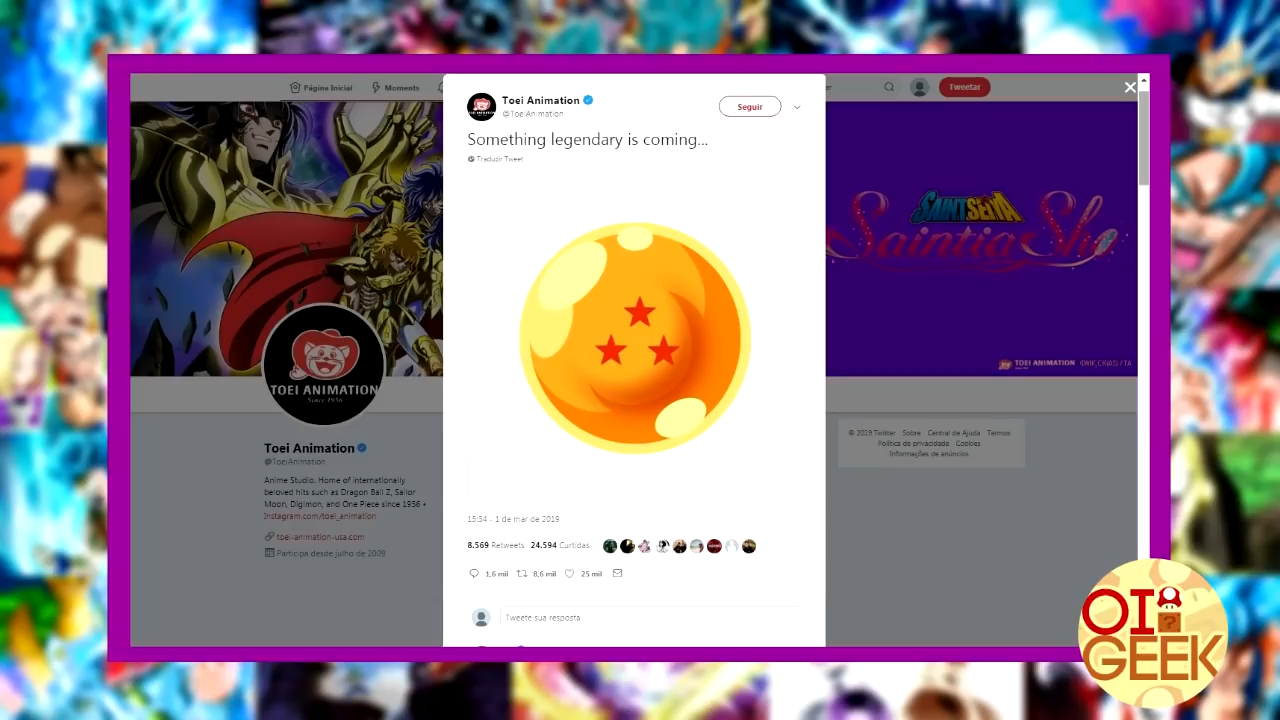 Página Inicial
Moments
Tweetar
Toei Animation
@ToeiAnimation
Seguir
Something legendary is coming...
Traduzir Tweet
SAINT SEIYA
Saintia Sho
TOEI ANIMATION
TOEI ANIMATION
Since 1956
Toei Animation
@ToeiAnimation
Anime Studio. Home of internationally
beloved hits such as Dragon Ball Z, Sailor
Moon, Digimon, and One Piece since 1956 •
Instagram.com/toei_animation
toei-animation-usa.com
Participa desde julho de 2009
© 2019 Twitter Sobre Central de Ajuda Termos
Política de privacidade Cookies
Informações de anúncios
15:34 - 1 de mar de 2019
8.569 Retweets 24.594 Curtidas
1,6 mil 8,6 mil 25 mil
Tweete sua resposta
OI
?
GEEK